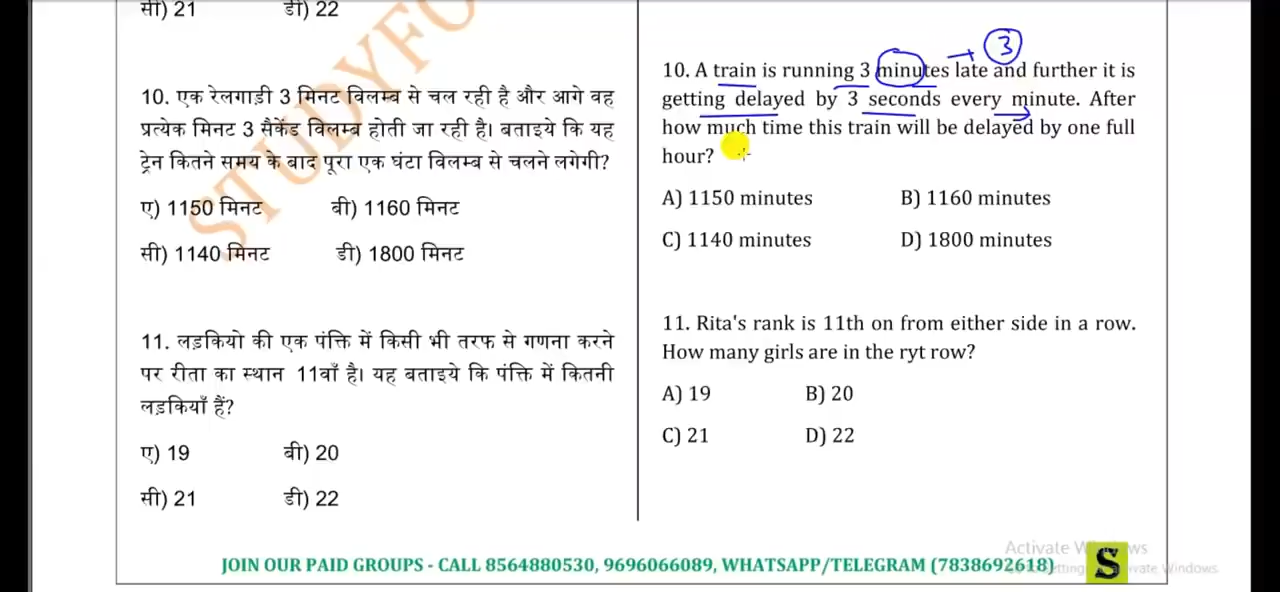 सी) 21 डी) 22
10. एक रेलगाड़ी 3 मिनट विलम्ब से चल रही है और आगे वह
प्रत्येक मिनट 3 सैकेंड विलम्ब होती जा रही है। बताइये कि यह
ट्रेन कितने समय के बाद पूरा एक घंटा विलम्ब से चलने लगेगी?
ए) 1150 मिनट बी) 1160 मिनट
सी) 1140 मिनट डी) 1800 मिनट
11. लड़कियो की एक पंक्ति में किसी भी तरफ से गणना करने
पर रीता का स्थान 11वाँ है। यह बताइये कि पंक्ति में कितनी
लड़कियाँ हैं?
ए) 19 बी) 20
सी) 21 डी) 22
3
10. A train is running 3 minutes late and further it is
getting delayed by 3 seconds every minute. After
how much time this train will be delayed by one full
hour?
A) 1150 minutes B) 1160 minutes
C) 1140 minutes D) 1800 minutes
11. Rita's rank is 11th on from either side in a row.
How many girls are in the ryt row?
A) 19 B) 20
C) 21 D) 22
STUDYFO
JOIN OUR PAID GROUPS - CALL 8564880530, 9696066089, WHATSAPP/TELEGRAM (7838692618)
S
Activate Windows